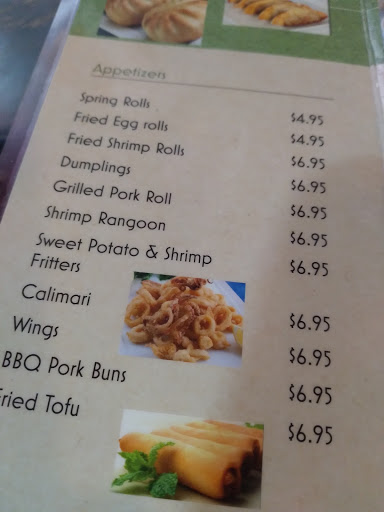 Appetizers
Spring Rolls $4.95
Fried Egg rolls $4.95
Fried Shrimp Rolls $6.95
Dumplings $6.95
Grilled Pork Roll $6.95
Shrimp Rangoon $6.95
Sweet Potato & Shrimp $6.95
Fritters
Calimari $6.95
Wings $6.95
BBQ Pork Buns $6.95
Fried Tofu $6.95